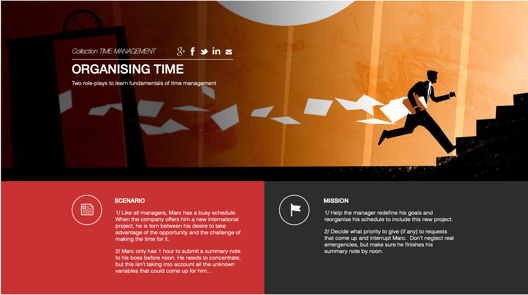 Collection TIME MANAGEMENT
ORGANISING TIME
Two role-plays to learn fundamentals of time management
SCENARIO
1/ Like all managers, Marc has a busy schedule.
When the company offers him a new international
project, he is torn between his desire to take
advantage of the opportunity and the challenge of
making the time for it.
2/ Marc only has 1 hour to submit a summary note
to his boss before noon. He needs to concentrate,
but this isn't taking into account all the unknown
variables that could come up for him...
MISSION
1/ Help the manager redefine his goals and
reorganise his schedule to include this new project.
2/ Decide what priority to give (if any) to requests
that come up and interrupt Marc. Don't neglect real
emergencies, but make sure he finishes his
summary note by noon.